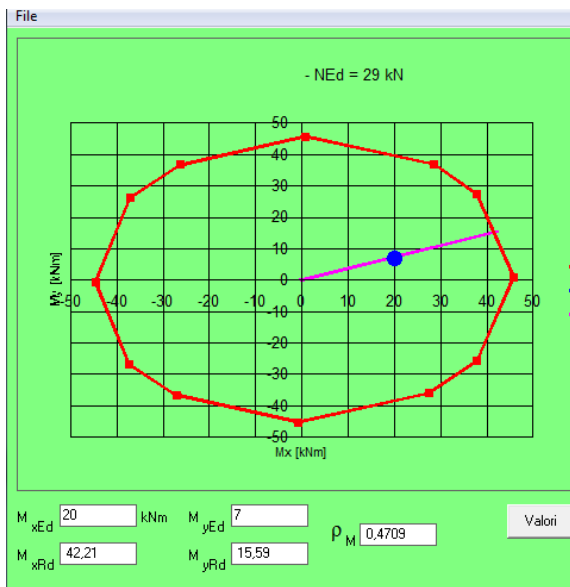 File
- NEd = 29 kN
50
40
30
20
10
0
-50 -40 -30 -20 -10 0 10 20 30 40 50
-10
-20
-30
-40
-50
My [kNm]
Mx [kNm]
M xEd 20 kNm M yEd 7 ρ M 0,4709 Valori
M xRd 42,21 M yRd 15,59